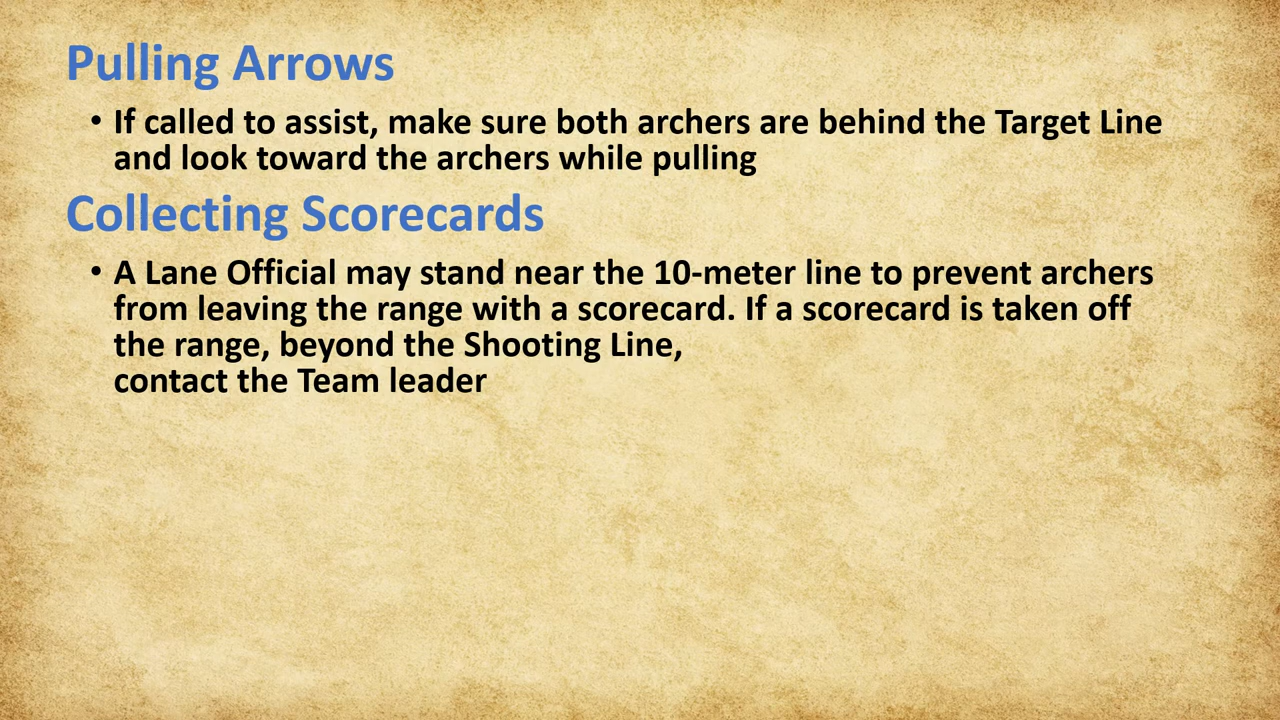 Pulling Arrows
• If called to assist, make sure both archers are behind the Target Line
and look toward the archers while pulling
Collecting Scorecards
• A Lane Official may stand near the 10-meter line to prevent archers
from leaving the range with a scorecard. If a scorecard is taken off
the range, beyond the Shooting Line,
contact the Team leader